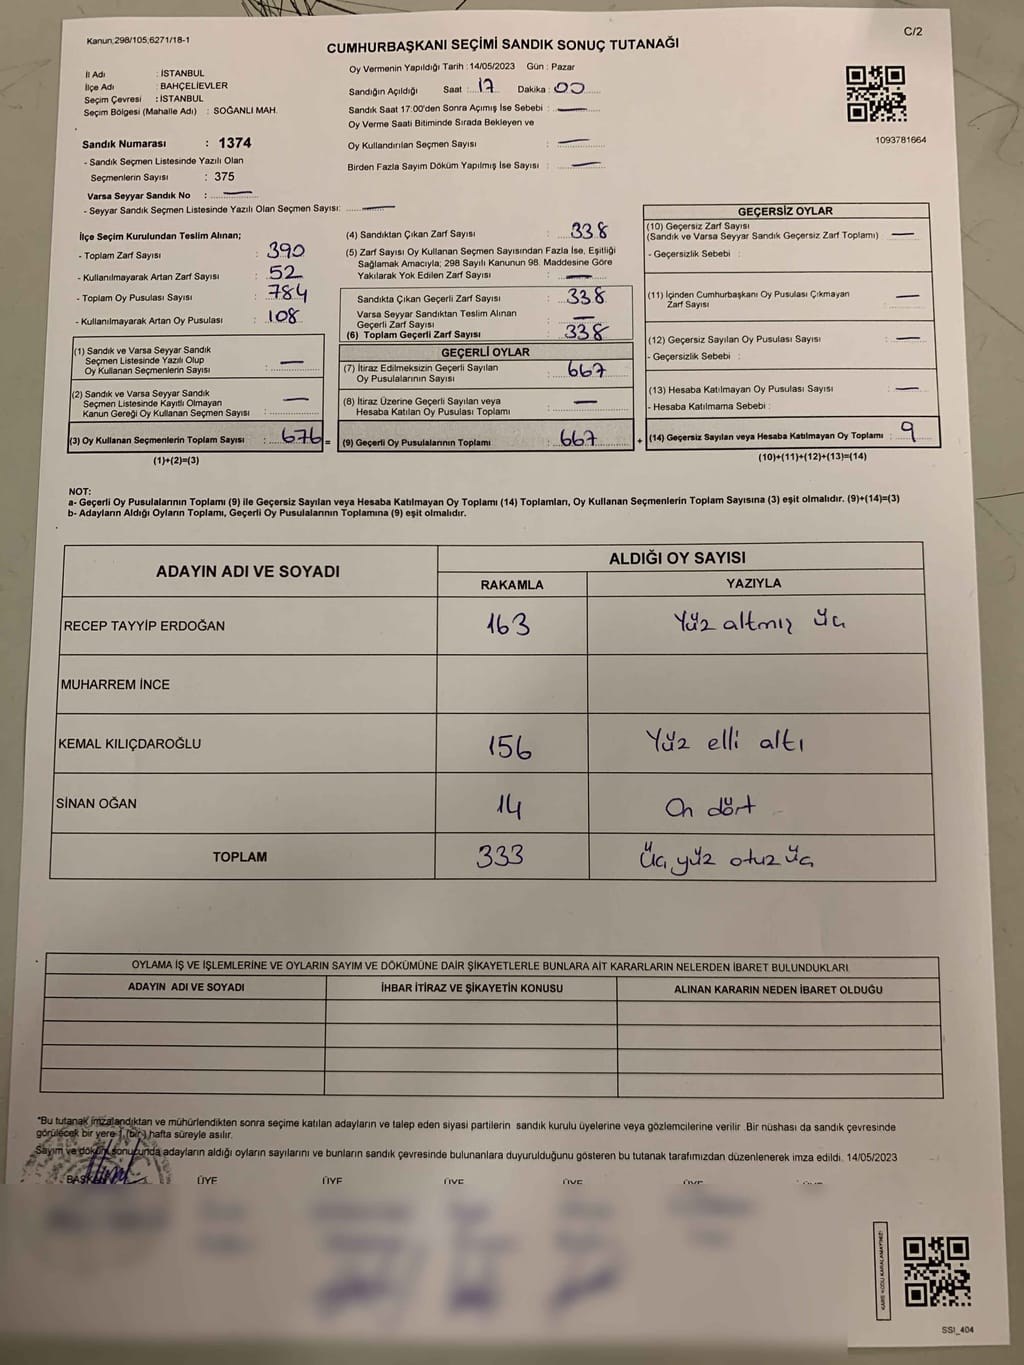 Kanun,298/105,6271/18-1
C/2
CUMHURBAŞKANI SEÇİMİ SANDIK SONUÇ TUTANAĞI
İl Adı : İSTANBUL
İlçe Adı : BAHÇELİEVLER
Seçim Çevresi : İSTANBUL
Seçim Bölgesi (Mahalle Adı) : SOĞANLI MAH.
Sandık Numarası : 1374
- Sandık Seçmen Listesinde Yazılı Olan
Seçmenlerin Sayısı : 375
Varsa Seyyar Sandık No : —
- Seyyar Sandık Seçmen Listesinde Yazılı Olan Seçmen Sayısı: —
Oy Vermenin Yapıldığı Tarih : 14/05/2023 Gün : Pazar
Sandığın Açıldığı Saat : 17 Dakika : 00
Sandık Saat 17:00'den Sonra Açımış İse Sebebi : —
Oy Verme Saati Bitiminde Sırada Bekleyen ve
Oy Kullandırılan Seçmen Sayısı : —
Birden Fazla Sayım Döküm Yapılmış İse Sayısı : —
1093781664
İlçe Seçim Kurulundan Teslim Alınan;
- Toplam Zarf Sayısı : 390
- Kullanılmayarak Artan Zarf Sayısı : 52
- Toplam Oy Pusulası Sayısı : 784
- Kullanılmayarak Artan Oy Pusulası : 108
(1) Sandık ve Varsa Seyyar Sandık
Seçmen Listesinde Yazılı Olup
Oy Kullanan Seçmenlerin Sayısı : —
(2) Sandık ve Varsa Seyyar Sandık
Seçmen Listesinde Kayıtlı Olmayan
Kanun Gereği Oy Kullanan Seçmen Sayısı : —
(3) Oy Kullanan Seçmenlerin Toplam Sayısı : 676 =
(1)+(2)=(3)
(4) Sandıktan Çıkan Zarf Sayısı : 338
(5) Zarf Sayısı Oy Kullanan Seçmen Sayısından Fazla İse, Eşitliği
Sağlamak Amacıyla; 298 Sayılı Kanunun 98. Maddesine Göre
Yakılarak Yok Edilen Zarf Sayısı : —
Sandıkta Çıkan Geçerli Zarf Sayısı : 338
Varsa Seyyar Sandıktan Teslim Alınan
Geçerli Zarf Sayısı : —
(6) Toplam Geçerli Zarf Sayısı : 338
GEÇERLİ OYLAR
(7) İtiraz Edilmeksizin Geçerli Sayılan
Oy Pusulalarının Sayısı : 667
(8) İtiraz Üzerine Geçerli Sayılan veya
Hesaba Katılan Oy Pusulası Toplamı : —
(9) Geçerli Oy Pusulalarının Toplamı : 667 +
GEÇERSİZ OYLAR
(10) Geçersiz Zarf Sayısı
(Sandık ve Varsa Seyyar Sandık Geçersiz Zarf Toplamı) : —
- Geçersizlik Sebebi :
(11) İçinden Cumhurbaşkanı Oy Pusulası Çıkmayan
Zarf Sayısı : —
(12) Geçersiz Sayılan Oy Pusulası Sayısı : —
- Geçersizlik Sebebi :
(13) Hesaba Katılmayan Oy Pusulası Sayısı : —
- Hesaba Katılmama Sebebi :
(14) Geçersiz Sayılan veya Hesaba Katılmayan Oy Toplamı : 9
(10)+(11)+(12)+(13)=(14)
NOT:
a- Geçerli Oy Pusulalarının Toplamı (9) ile Geçersiz Sayılan veya Hesaba Katılmayan Oy Toplamı (14) Toplamları, Oy Kullanan Seçmenlerin Toplam Sayısına (3) eşit olmalıdır. (9)+(14)=(3)
b- Adayların Aldığı Oyların Toplamı, Geçerli Oy Pusulalarının Toplamına (9) eşit olmalıdır.
ADAYIN ADI VE SOYADI
ALDIĞI OY SAYISI
RAKAMLA YAZIYLA
RECEP TAYYİP ERDOĞAN 163 Yüz altmış üç
MUHARREM İNCE
KEMAL KILIÇDAROĞLU 156 Yüz elli altı
SİNAN OĞAN 14 On dört
TOPLAM 333 Üç yüz otuz üç
OYLAMA İŞ VE İŞLEMLERİNE VE OYLARIN SAYIM VE DÖKÜMÜNE DAİR ŞİKAYETLERLE BUNLARA AİT KARARLARIN NELERDEN İBARET BULUNDUKLARI
ADAYIN ADI VE SOYADI İHBAR İTİRAZ VE ŞİKAYETİN KONUSU ALINAN KARARIN NEDEN İBARET OLDUĞU
*Bu tutanak imzalandıktan ve mühürlendikten sonra seçime katılan adayların ve talep eden siyasi partilerin sandık kurulu üyelerine veya gözlemcilerine verilir .Bir nüshası da sandık çevresinde
görülecek bir yere 1 (bir) hafta süreyle asılır.
Sayım ve döküm sonucunda adayların aldığı oyların sayılarını ve bunların sandık çevresinde bulunanlara duyurulduğunu gösteren bu tutanak tarafımızdan düzenlenerek imza edildi. 14/05/2023
ÜYE ÜYE ÜYE ÜYE
SSI_404